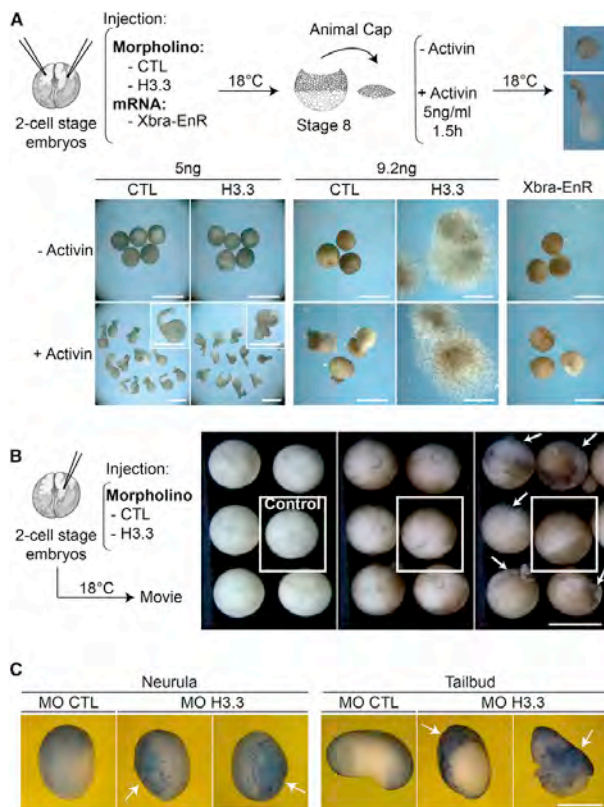 A
Injection:
Morpholino:
- CTL
- H3.3
mRNA:
- Xbra-EnR
2-cell stage
embryos
18°C
Animal Cap
Stage 8
- Activin
+ Activin
5ng/ml
1.5h
18°C
5ng
9.2ng
CTL
H3.3
CTL
H3.3
Xbra-EnR
- Activin
+ Activin
B
Injection:
Morpholino
- CTL
- H3.3
2-cell stage
embryos
18°C
Movie
Control
C
Neurula
Tailbud
MO CTL
MO H3.3
MO CTL
MO H3.3